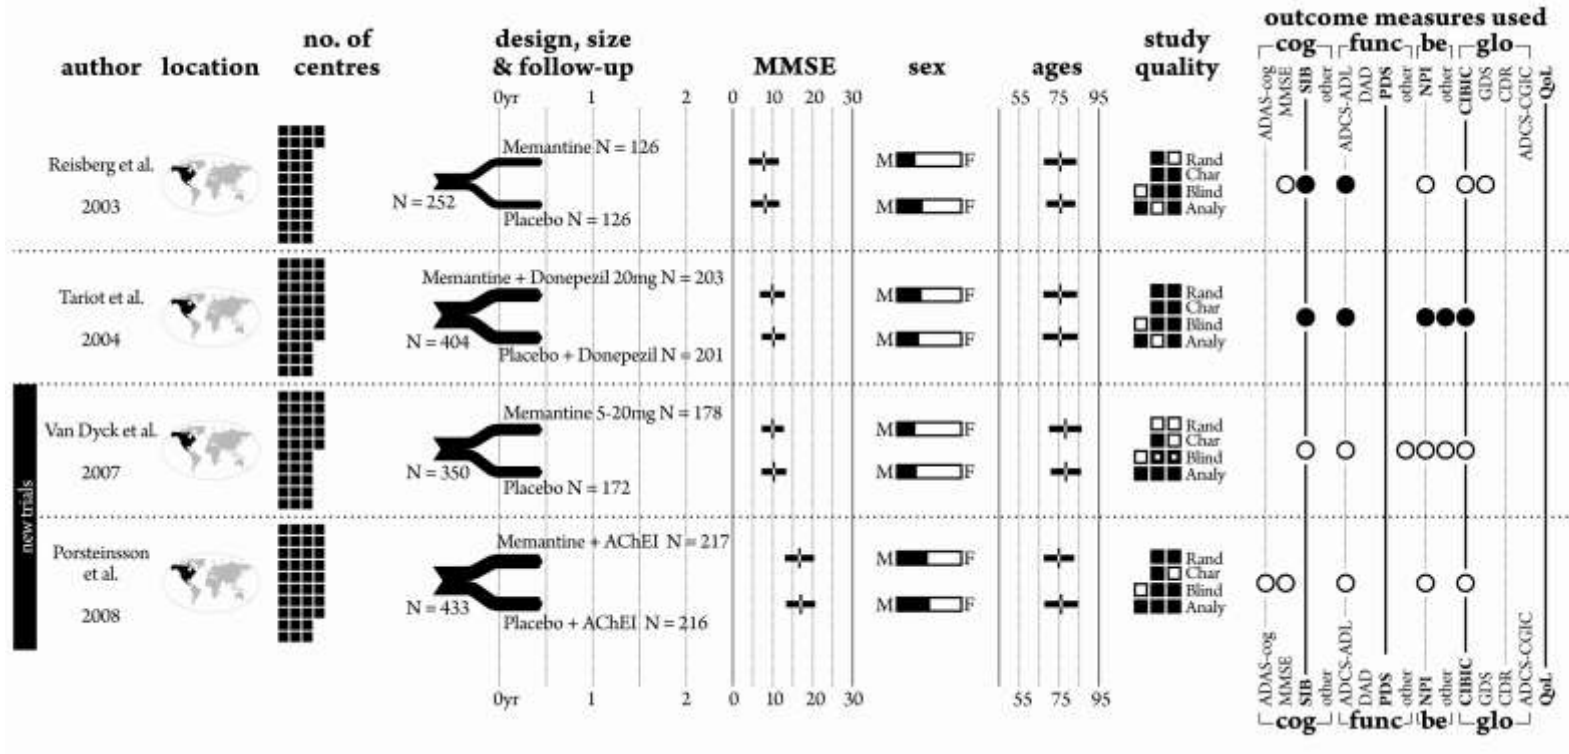 outcome measures used
no. of design, size study cog func be glo
author location centres & follow-up MMSE sex ages quality
ADAS-cog MMSE SIB other ADCS-ADL DAD PDS other NPI other CIBIC GDS CDR ADCS-CGIC QoL
0yr 1 2 0 10 20 30 55 75 95
Reisberg et al.
2003
N = 252
Memantine N = 126
Placebo N = 126
M F
M F
Rand
Char
Blind
Analy
Tariot et al.
2004
N = 404
Memantine + Donepezil 20mg N = 203
Placebo + Donepezil N = 201
M F
M F
Rand
Char
Blind
Analy
new trials
Van Dyck et al.
2007
N = 350
Memantine 5-20mg N = 178
Placebo N = 172
M F
M F
Rand
Char
Blind
Analy
Porsteinsson
et al.
2008
N = 433
Memantine + AChEI N = 217
Placebo + AChEI N = 216
M F
M F
Rand
Char
Blind
Analy
0yr 1 2 0 10 20 30 55 75 95
ADAS-cog MMSE SIB other ADCS-ADL DAD PDS other NPI other CIBIC GDS CDR ADCS-CGIC QoL
cog func be glo